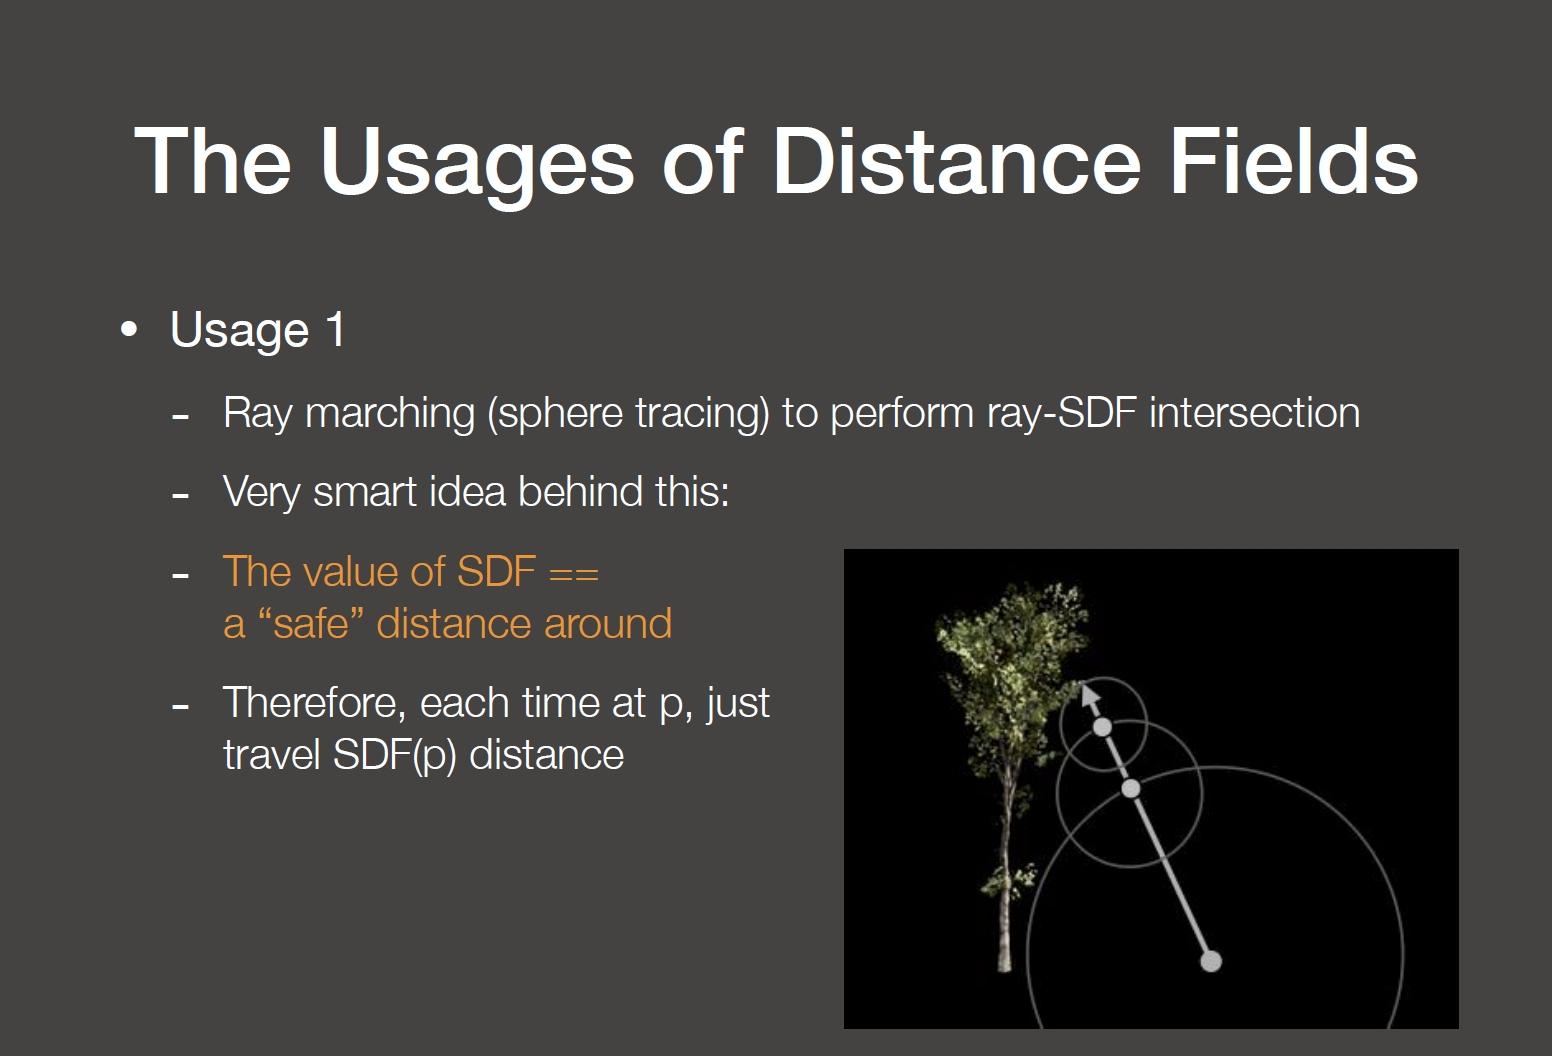 The Usages of Distance Fields
• Usage 1
- Ray marching (sphere tracing) to perform ray-SDF intersection
- Very smart idea behind this:
- The value of SDF ==
a “safe” distance around
- Therefore, each time at p, just
travel SDF(p) distance